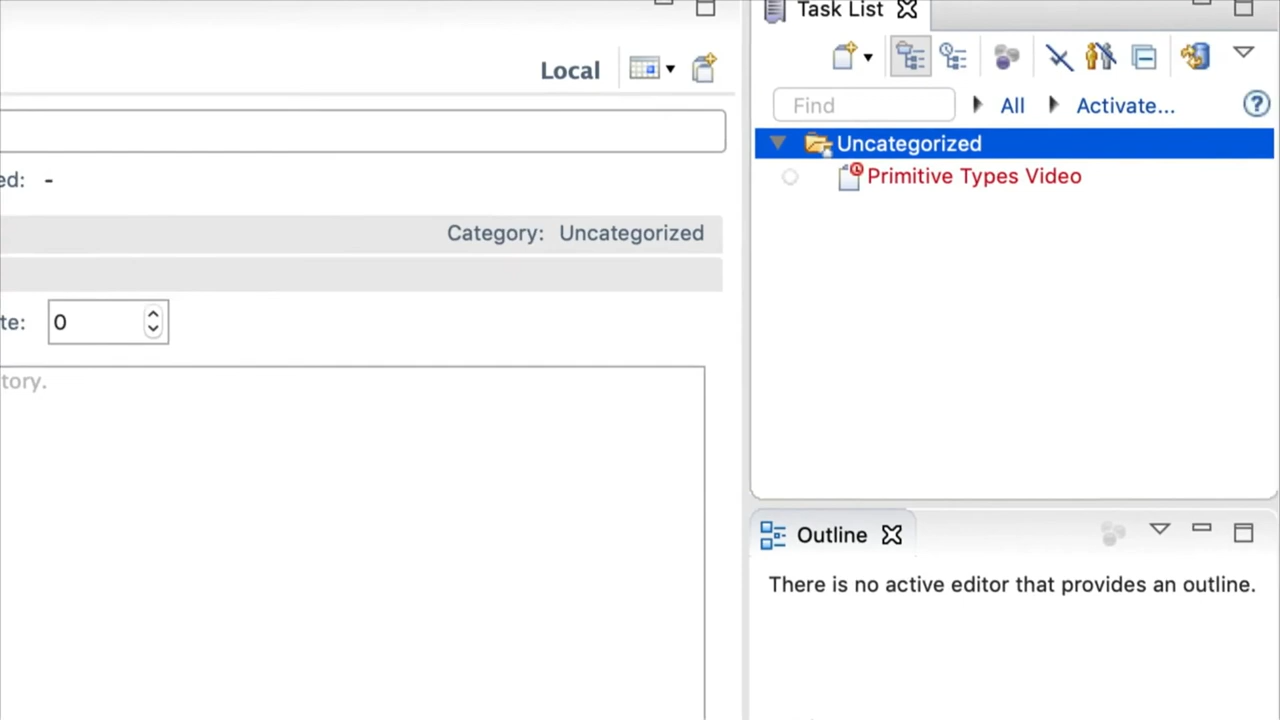 Task List
Local
Find
All
Activate...
Uncategorized
Primitive Types Video
ed: -
Category: Uncategorized
te: 0
tory.
Outline
There is no active editor that provides an outline.